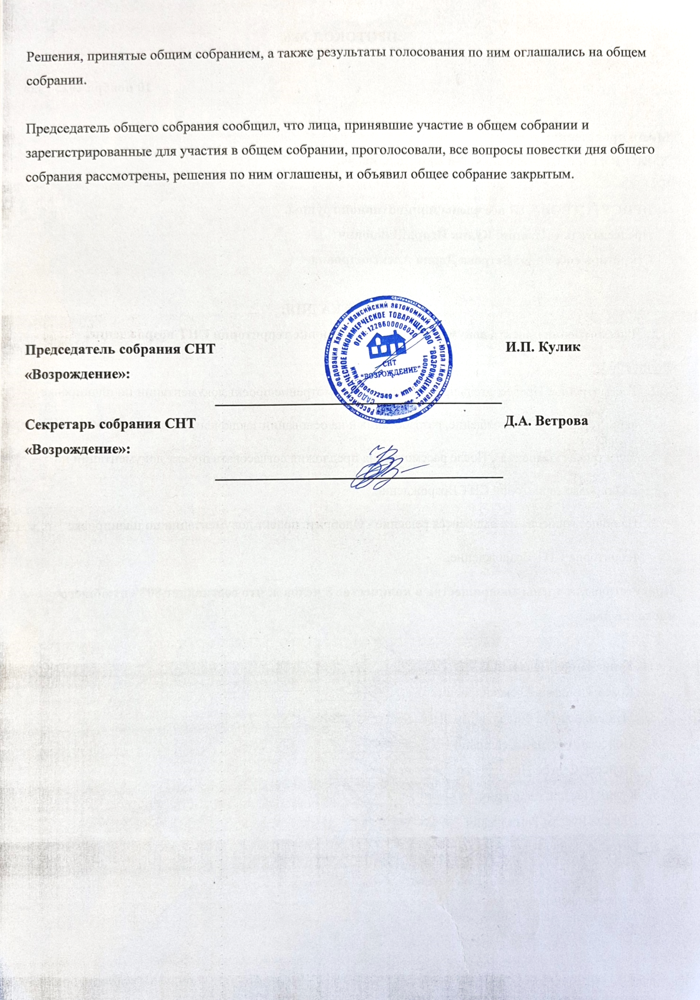 Решения, принятые общим собранием, а также результаты голосования по ним оглашались на общем
собрании.
Председатель общего собрания сообщил, что лица, принявшие участие в общем собрании и
зарегистрированные для участия в общем собрании, проголосовали, все вопросы повестки дня общего
собрания рассмотрены, решения по ним оглашены, и объявил общее собрание закрытым.
Председатель собрания СНТ
«Возрождение»:
И.П. Кулик
Российская Федерация Ханты-Мансийский автономный округ-Югра г.Нефтеюганск
САДОВОДЧЕСКОЕ НЕКОММЕРЧЕСКОЕ ТОВАРИЩЕСТВО "ВОЗРОЖДЕНИЕ"
ОГРН: 1228600008020
СНТ
"ВОЗРОЖДЕНИЕ"
ИНН: 8604072549 * КПП: 860401001
Секретарь собрания СНТ
«Возрождение»:
Д.А. Ветрова